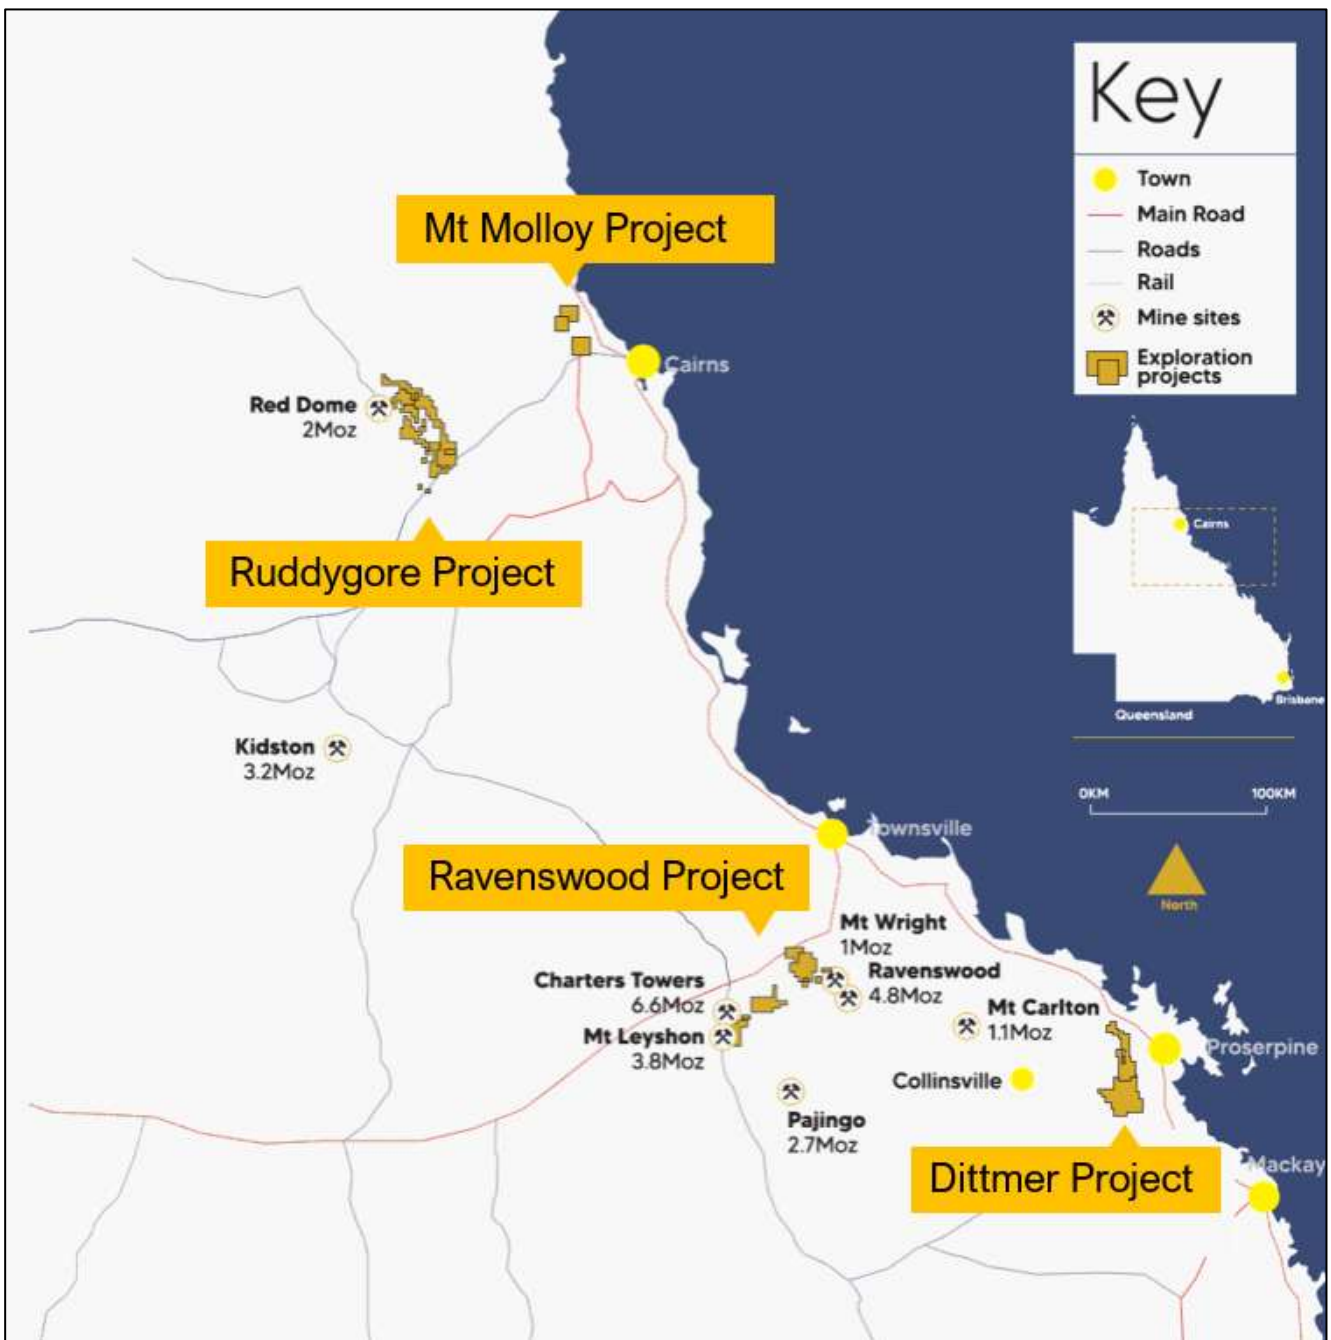 Key
Town
Main Road
Roads
Rail
Mine sites
Exploration
projects
Mt Molloy Project
Cairns
Red Dome
2Moz
Ruddygore Project
Cairns
Brisbane
Queensland
Kidston
3.2Moz
0KM 100KM
North
Townsville
Ravenswood Project
Mt Wright
1Moz
Ravenswood
4.8Moz
Charters Towers
6.6Moz
Mt Leyshon
3.8Moz
Mt Carlton
1.1Moz
Proserpine
Collinsville
Pajingo
2.7Moz
Dittmer Project
Mackay